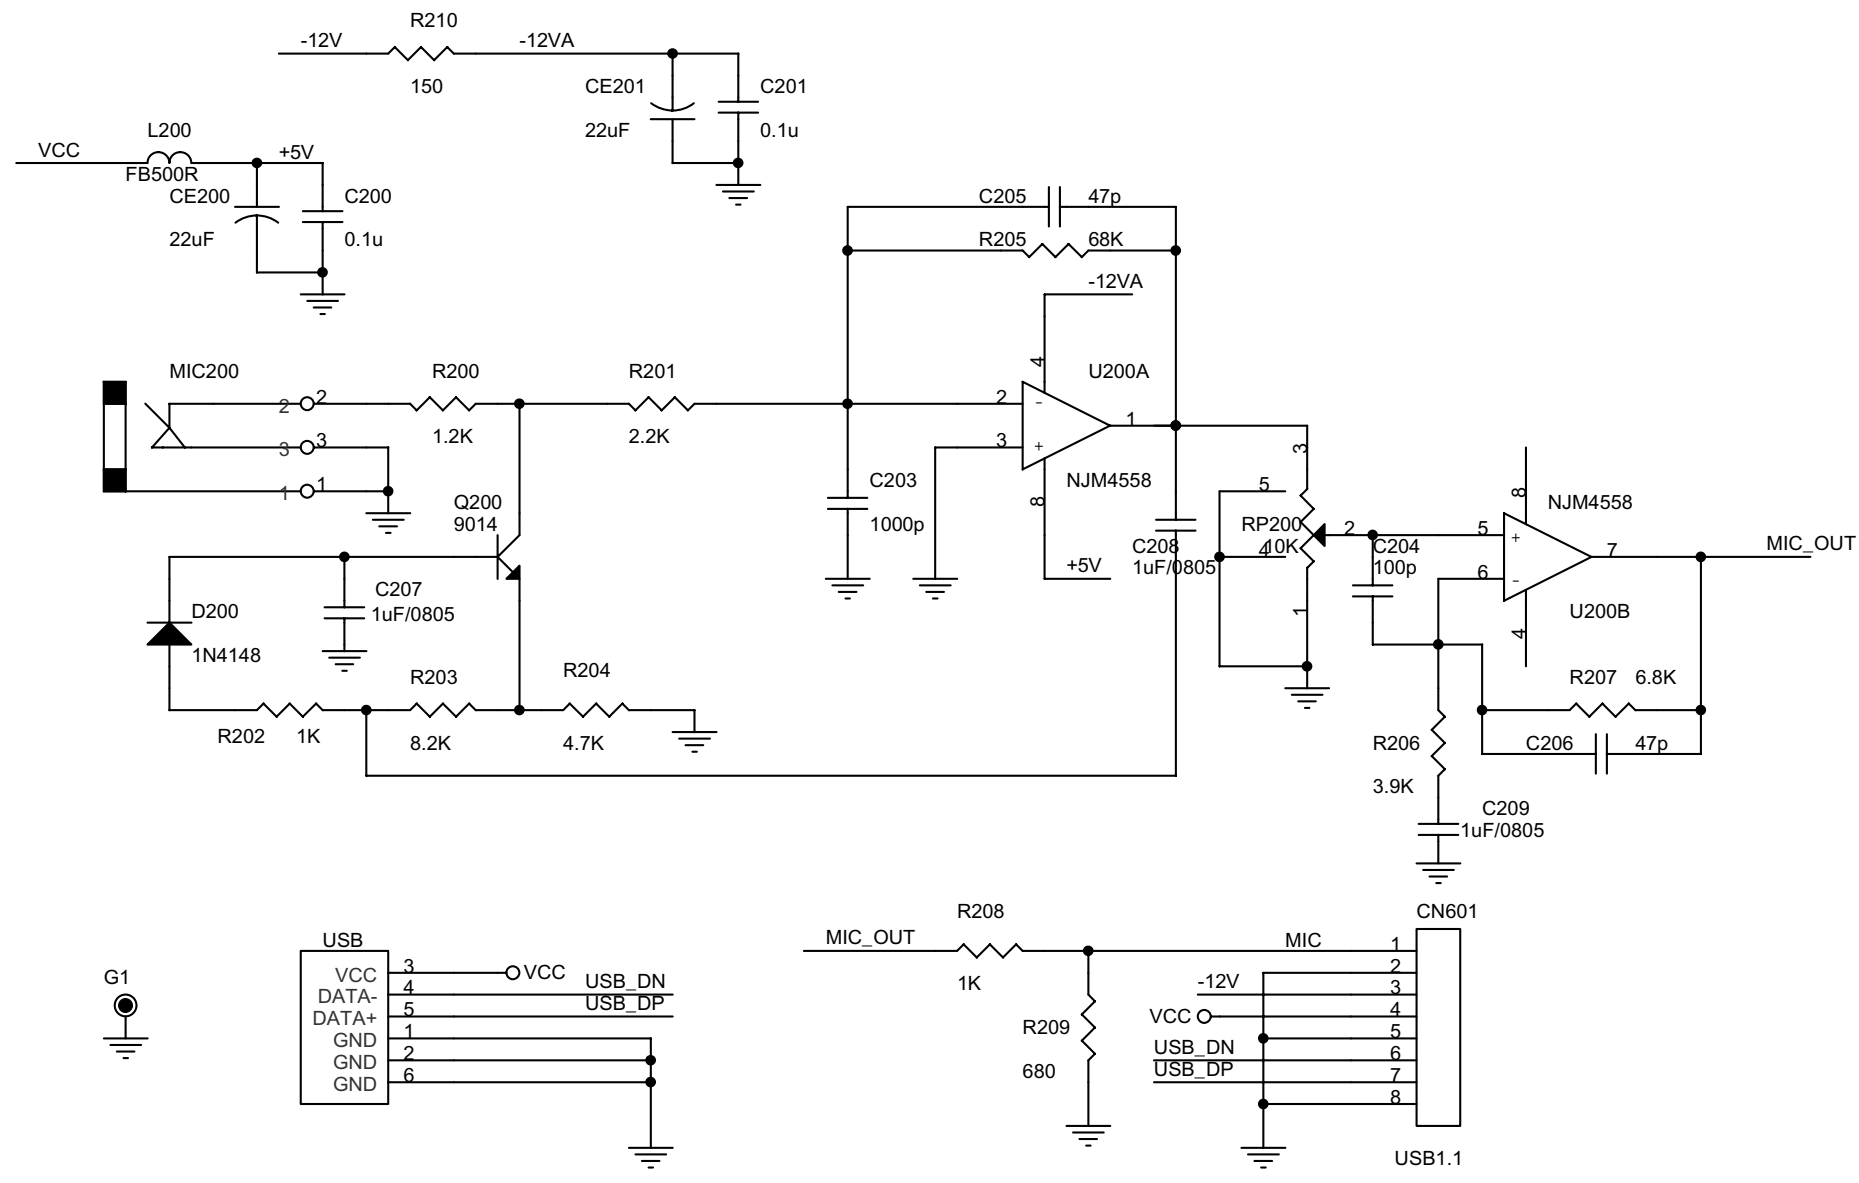 R210
-12V
-12VA
150
CE201
22uF
C201
0.1u
VCC
L200
FB500R
+5V
CE200
22uF
C200
0.1u
C205
47p
R205
68K
-12VA
4
MIC200
R200
1.2K
R201
2.2K
2
2
3
3
1
1
2
-
3
+
U200A
1
NJM4558
8
+5V
C203
1000p
C208
1uF/0805
3
5
RP200
10K
4
2
1
C204
100p
8
NJM4558
5
+
6
-
7
MIC_OUT
4
U200B
R207
6.8K
C206
47p
R206
3.9K
C209
1uF/0805
Q200
9014
C207
1uF/0805
D200
1N4148
R202
1K
R203
8.2K
R204
4.7K
G1
USB
VCC
3
VCC
DATA-
4
USB_DN
DATA+
5
USB_DP
GND
1
GND
2
GND
6
MIC_OUT
R208
1K
R209
680
MIC
CN601
1
2
-12V
3
VCC
4
5
USB_DN
6
USB_DP
7
8
USB1.1